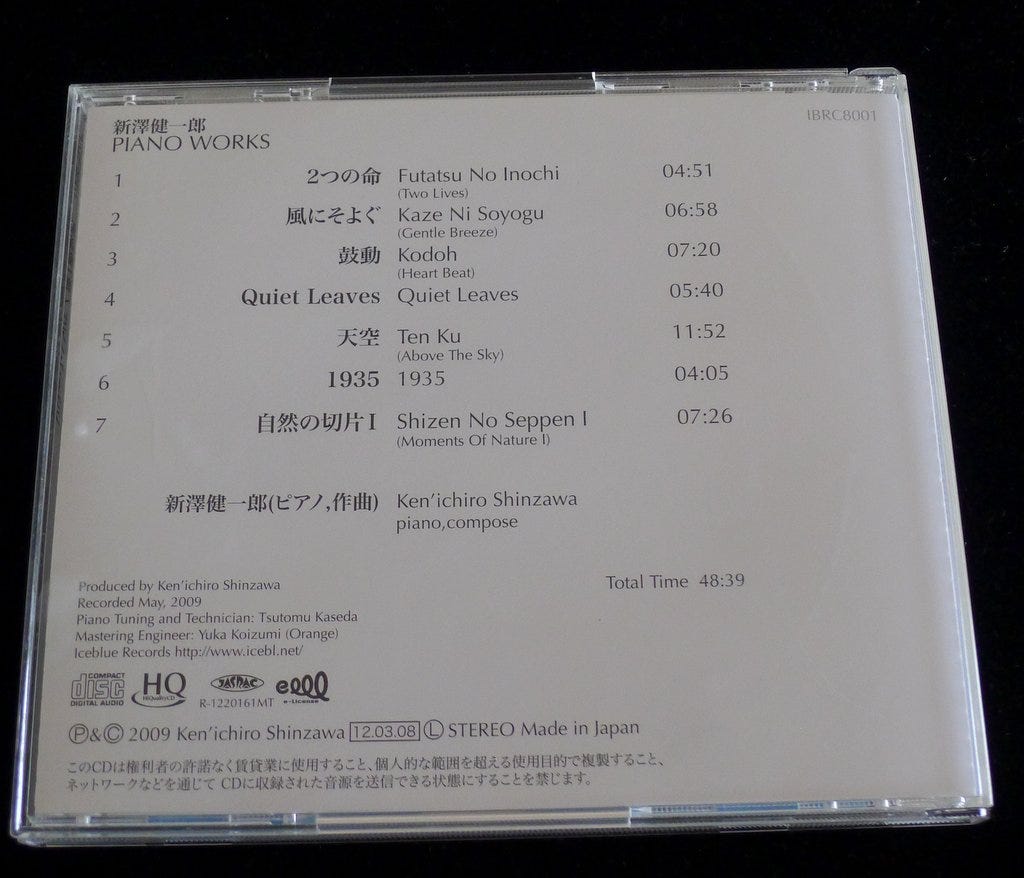 新澤健一郎
PIANO WORKS
IBRC8001
1 2つの命 Futatsu No Inochi 04:51
(Two Lives)
2 風にそよぐ Kaze Ni Soyogu 06:58
(Gentle Breeze)
3 鼓動 Kodoh 07:20
(Heart Beat)
4 Quiet Leaves Quiet Leaves 05:40
5 天空 Ten Ku 11:52
(Above The Sky)
6 1935 1935 04:05
7 自然の切片 I Shizen No Seppen I 07:26
(Moments Of Nature I)
新澤健一郎(ピアノ,作曲) Ken'ichiro Shinzawa
piano,compose
Produced by Ken'ichiro Shinzawa
Recorded May, 2009
Piano Tuning and Technician: Tsutomu Kaseda
Mastering Engineer: Yuka Koizumi (Orange)
Iceblue Records http://www.icebl.net/
Total Time 48:39
COMPACT disc DIGITAL AUDIO HQ HiQualityCD JASRAC R-1220161MT e-License
Ⓟ&Ⓒ 2009 Ken'ichiro Shinzawa 12.03.08 Ⓛ STEREO Made in Japan
このCDは権利者の許諾なく賃貸業に使用すること、個人的な範囲を超える使用目的で複製すること、
ネットワークなどを通じて CDに収録された音源を送信できる状態にすることを禁じます。